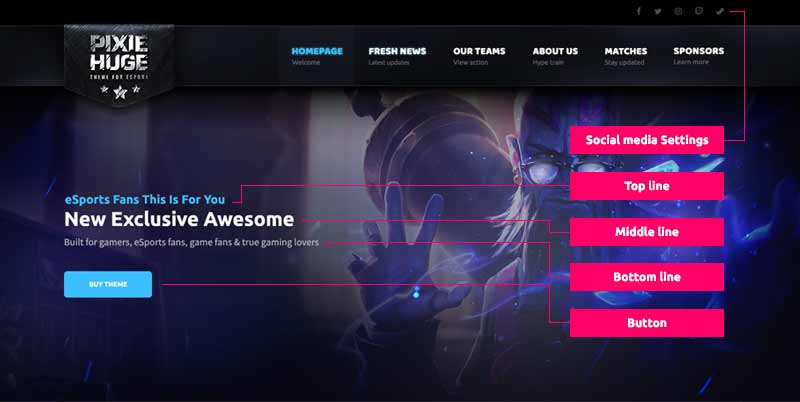 PIXIE
HUGE
THEME FOR ESPORT
HOMEPAGE
Welcome
FRESH NEWS
Latest updates
OUR TEAMS
View action
ABOUT US
Hype train
MATCHES
Stay updated
SPONSORS
Learn more
Social media Settings
Top line
Middle line
Bottom line
Button
eSports Fans This Is For You
New Exclusive Awesome
Built for gamers, eSports fans, game fans & true gaming lovers
BUY THEME